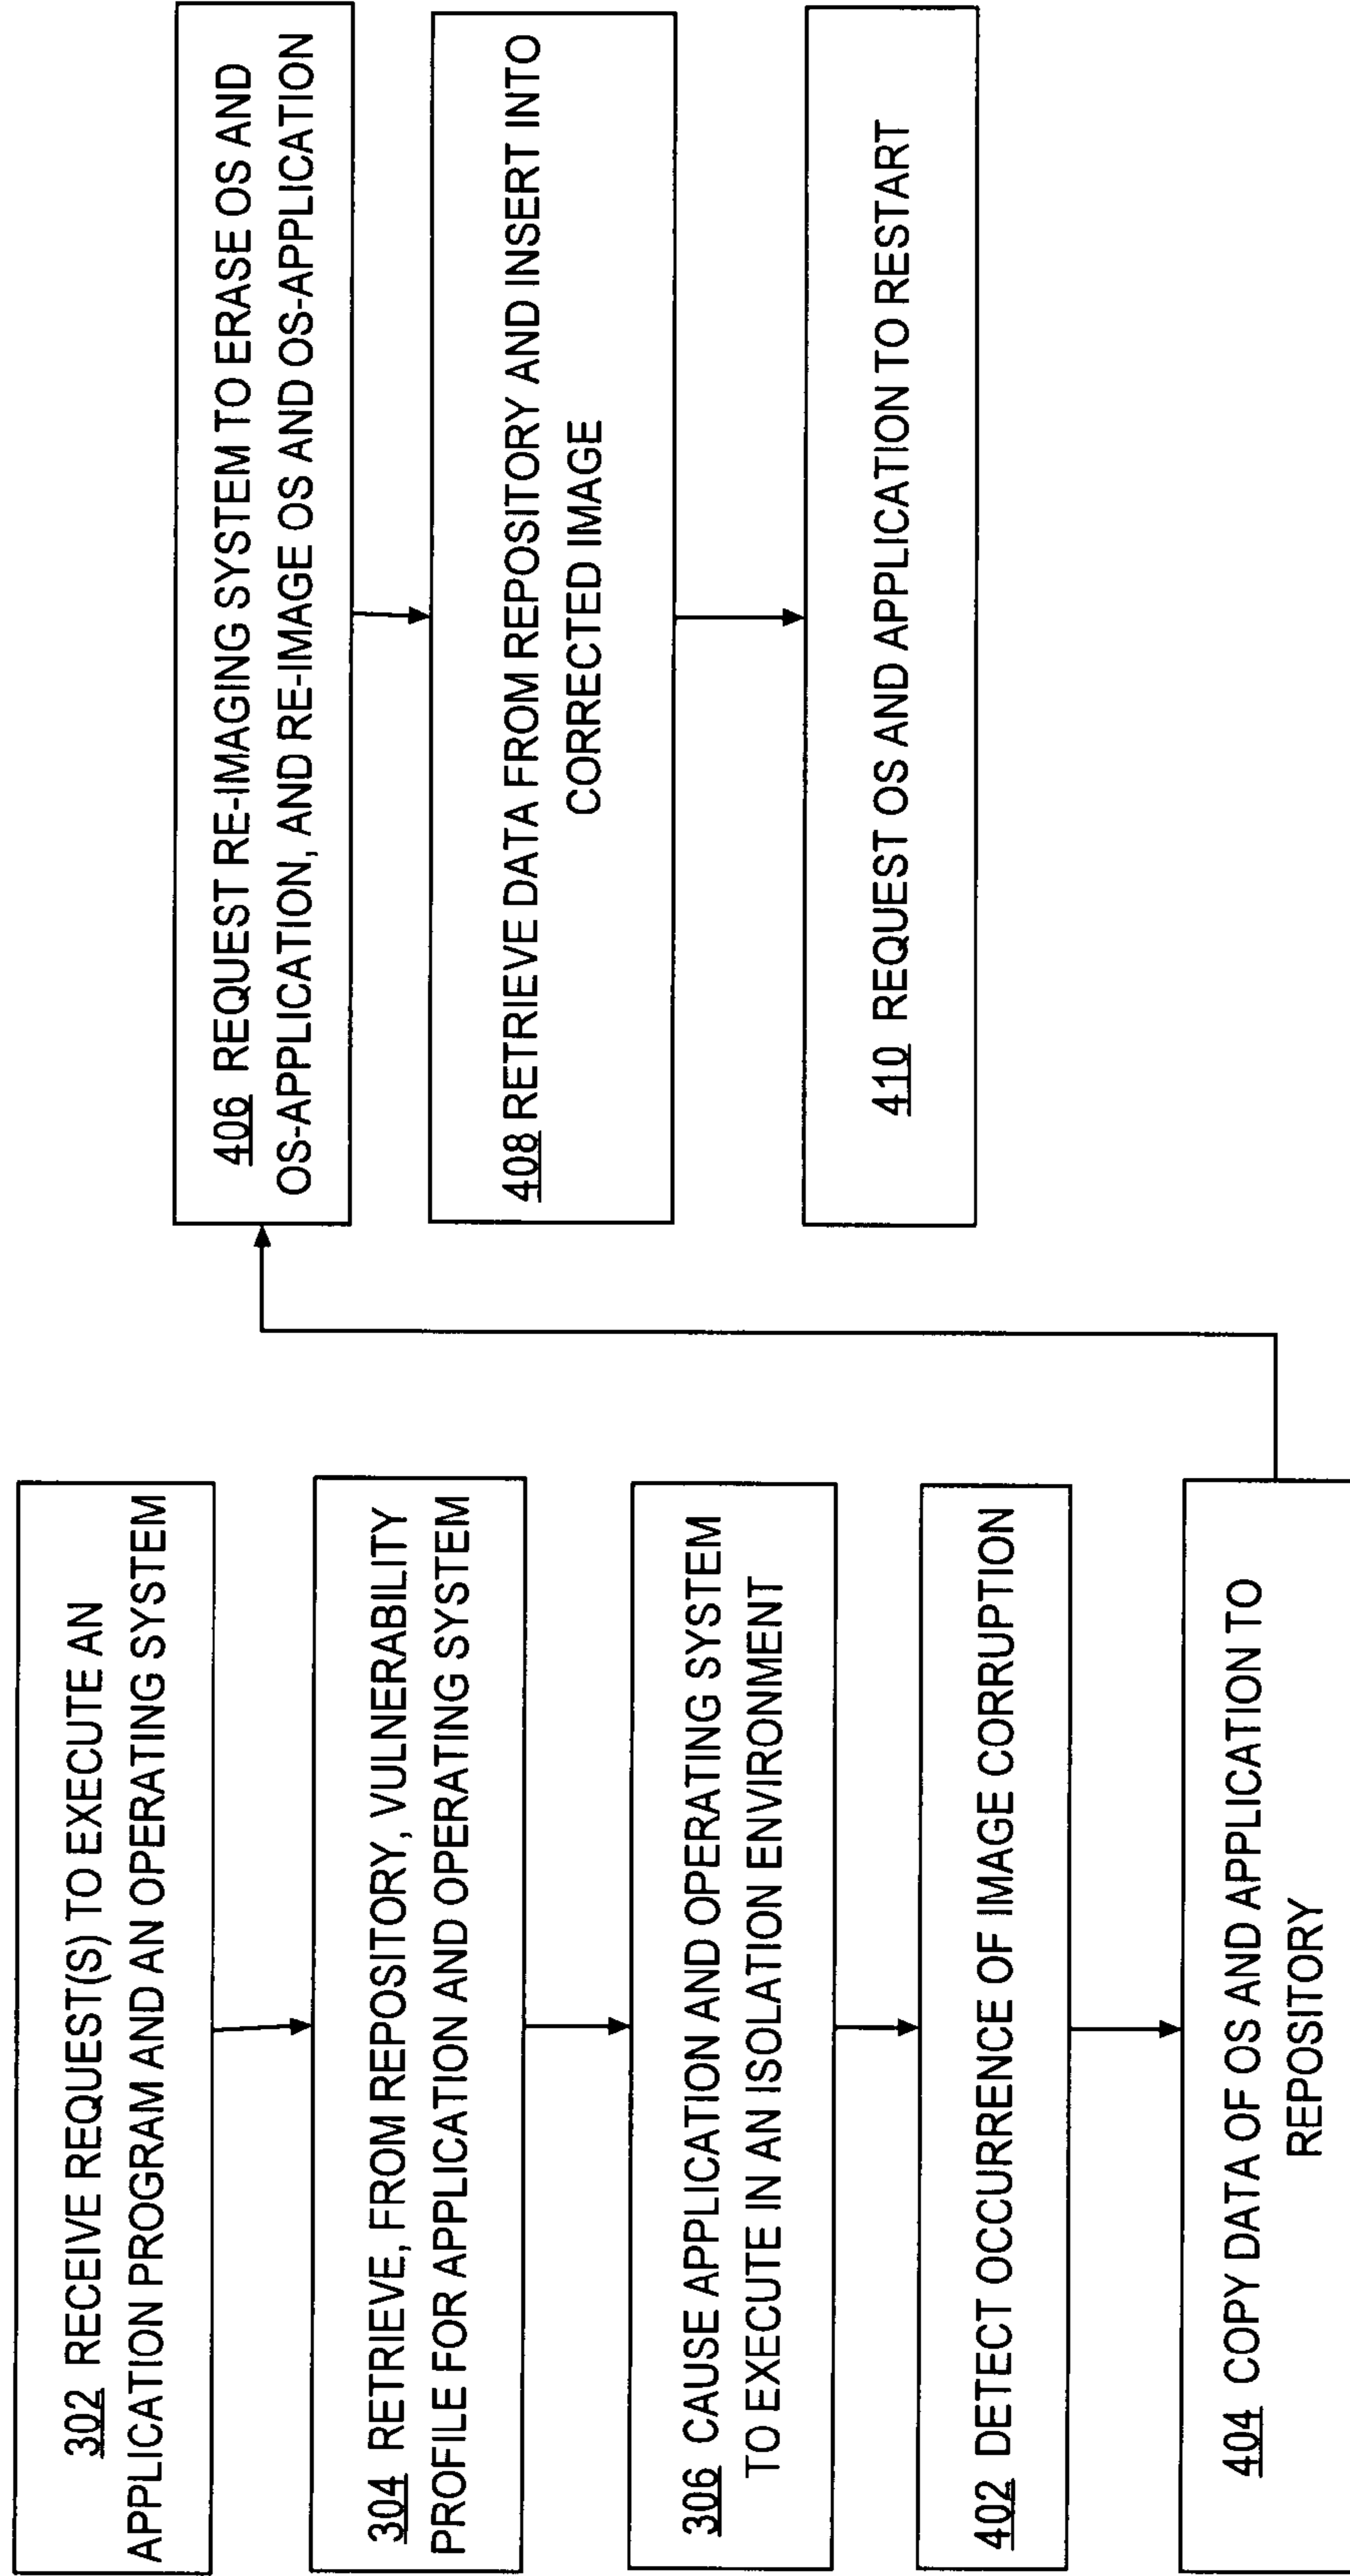 302 RECEIVE REQUEST(S) TO EXECUTE AN
APPLICATION PROGRAM AND AN OPERATING SYSTEM
304 RETRIEVE, FROM REPOSITORY, VULNERABILITY
PROFILE FOR APPLICATION AND OPERATING SYSTEM
306 CAUSE APPLICATION AND OPERATING SYSTEM
TO EXECUTE IN AN ISOLATION ENVIRONMENT
402 DETECT OCCURRENCE OF IMAGE CORRUPTION
404 COPY DATA OF OS AND APPLICATION TO
REPOSITORY
406 REQUEST RE-IMAGING SYSTEM TO ERASE OS AND
OS-APPLICATION, AND RE-IMAGE OS AND OS-APPLICATION
408 RETRIEVE DATA FROM REPOSITORY AND INSERT INTO
CORRECTED IMAGE
410 REQUEST OS AND APPLICATION TO RESTART